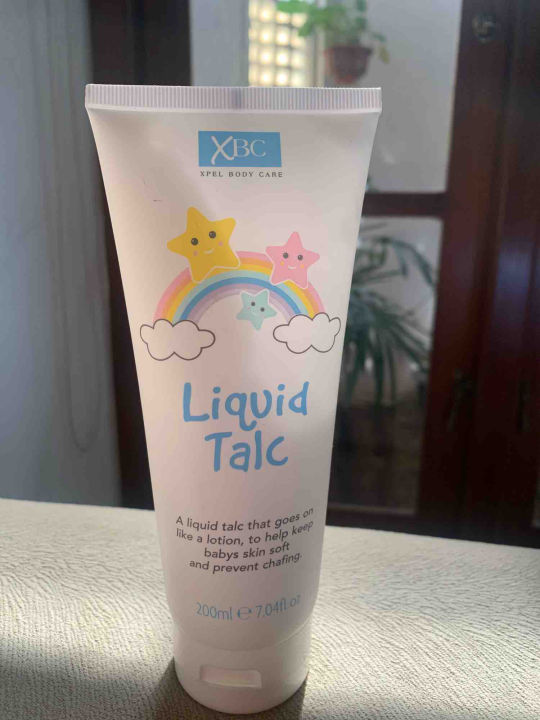 XBC
XPEL BODY CARE
Liquid
Talc
A liquid talc that goes on
like a lotion, to help keep
babys skin soft
and prevent chafing.
200ml ℮ 7.04fl oz